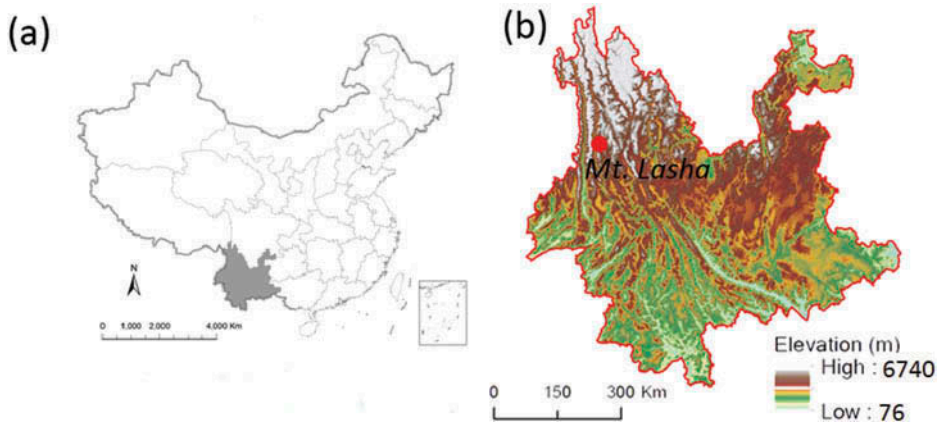 (a)
N
0 1,000 2,000 4,000 Km
(b)
Mt. Lasha
Elevation (m)
High : 6740
Low : 76
0 150 300 Km